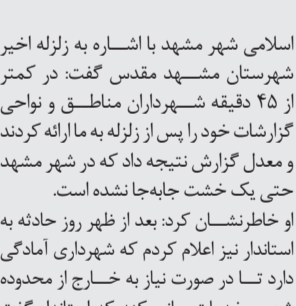 اسلامی شهر مشهد با اشاره به زلزله اخیر
شهرستان مشهد مقدس گفت: در کمتر
از ۴۵ دقیقه شهرداران مناطق و نواحی
گزارشات خود را پس از زلزله به ما ارائه کردند
و معدل گزارش نتیجه داد که در شهر مشهد
حتی یک خشت جابه‌جا نشده است.
او خاطرنشان کرد: بعد از ظهر روز حادثه به
استاندار نیز اعلام کردم که شهرداری آمادگی
دارد تا در صورت نیاز به خارج از محدوده